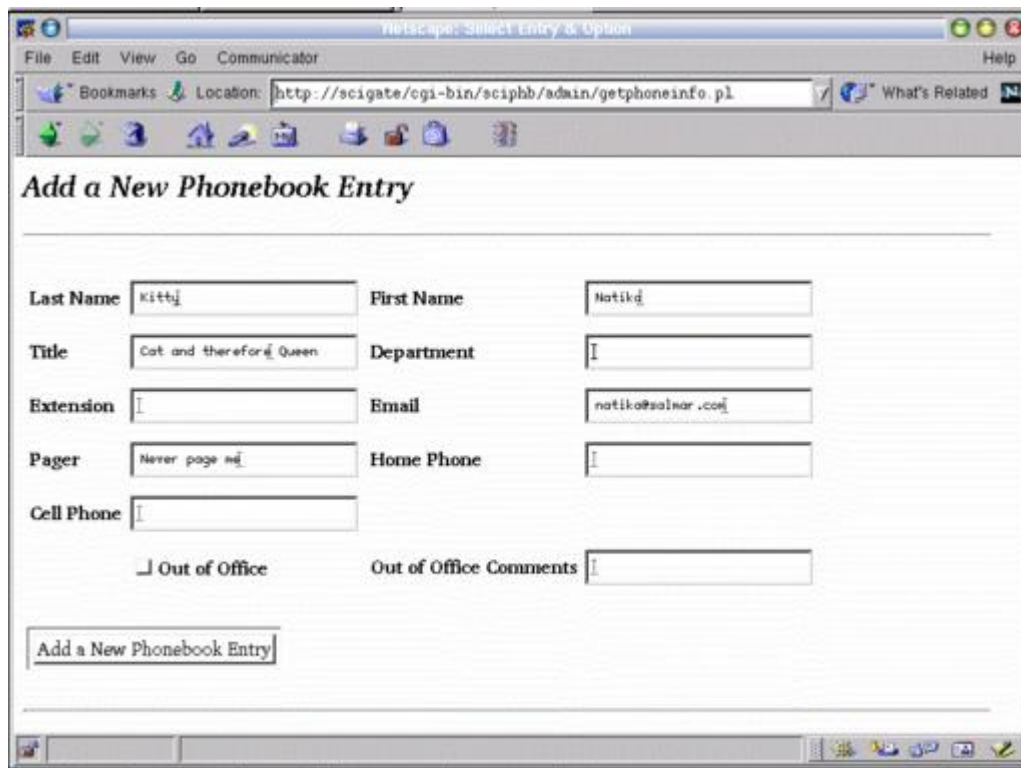 Netscape: Select Entry & Option
File Edit View Go Communicator Help
Bookmarks Location: http://scigate/cgi-bin/sciphb/admin/getphoneinfo.pl What's Related N
Add a New Phonebook Entry
Last Name Kitty First Name Natika
Title Cat and therefore Queen Department
Extension Email natika@salmar.com
Pager Never page me Home Phone
Cell Phone
Out of Office Out of Office Comments
Add a New Phonebook Entry